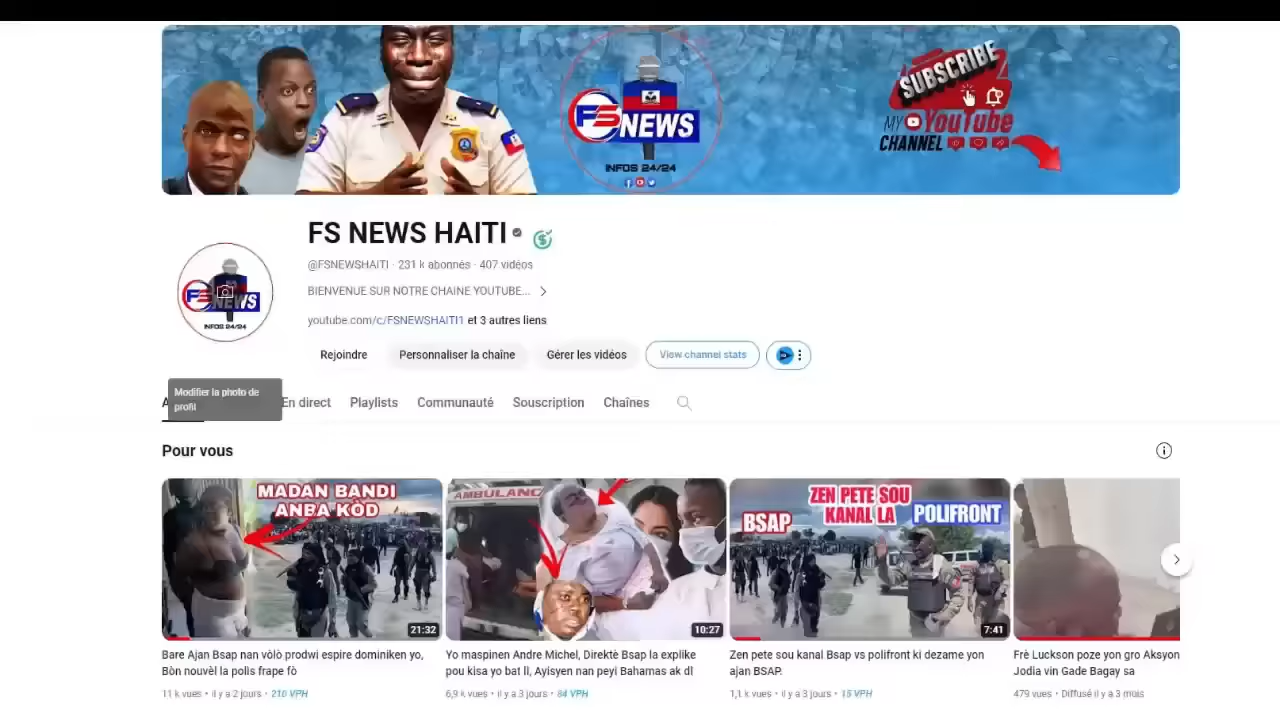 SUBSCRIBE
MY YouTube
CHANNEL
FS NEWS
INFOS 24/24
FS NEWS HAITI
@FSNEWSHAITI · 231 k abonnés · 407 vidéos
BIENVENUE SUR NOTRE CHAINE YOUTUBE...
youtube.com/c/FSNEWSHAITI1 et 3 autres liens
FS NEWS
INFOS 24/24
Rejoindre
Personnaliser la chaîne
Gérer les vidéos
View channel stats
Modifier la photo de
profil
En direct
Playlists
Communauté
Souscription
Chaînes
Pour vous
MADAN BANDI
ANBA KÒD
21:32
AMBULANC
10:27
ZEN PETE SOU
KANAL LA
BSAP
POLIFRONT
7:41
Bare Ajan Bsap nan vòlò prodwi espire dominiken yo,
Bòn nouvèl la polis frape fò
11 k vues • il y a 2 jours • 210 VPH
Yo maspinen Andre Michel, Direktè Bsap la eksplike
pou kisa yo bat li, Ayisyen nan peyi Bahamas ak dl
6,9 k vues • il y a 3 jours • 84 VPH
Zen pete sou kanal Bsap vs polifront ki dezame yon
ajan BSAP.
1,1 k vues • il y a 3 jours • 15 VPH
Frè Luckson poze yon gro Aksyon
Jodia vin Gade Bagay sa
479 vues • Diffusé il y a 3 mois